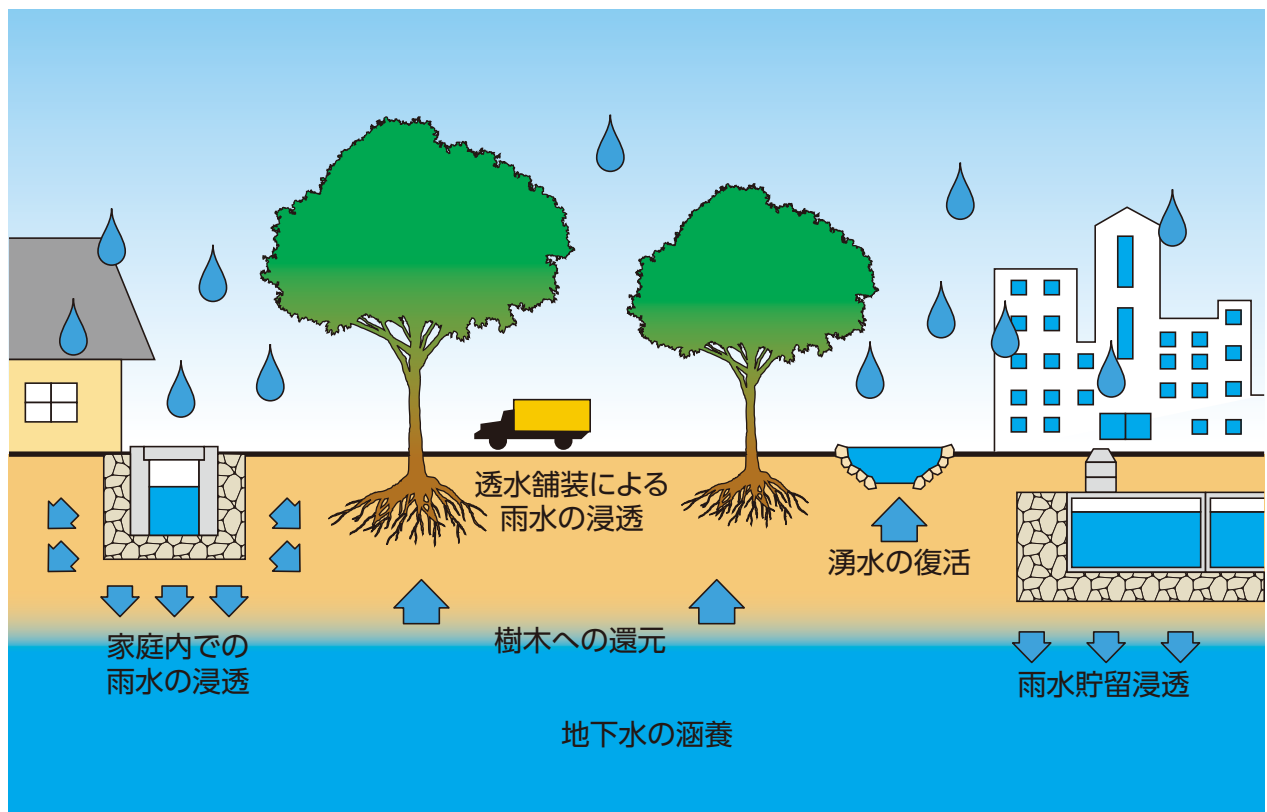 透水舗装による
雨水の浸透
湧水の復活
樹木への還元
家庭内での
雨水の浸透
雨水貯留浸透
地下水の涵養